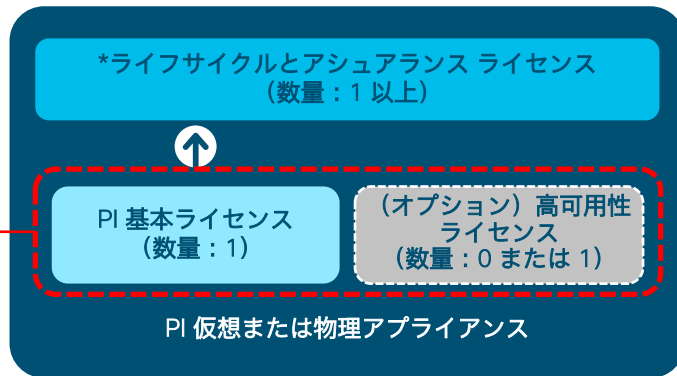 *ライフサイクルとアシュアランス ライセンス
（数量：1 以上）
PI 基本ライセンス
（数量：1）
（オプション）高可用性
ライセンス
（数量：0 または 1）
PI 仮想または物理アプライアンス